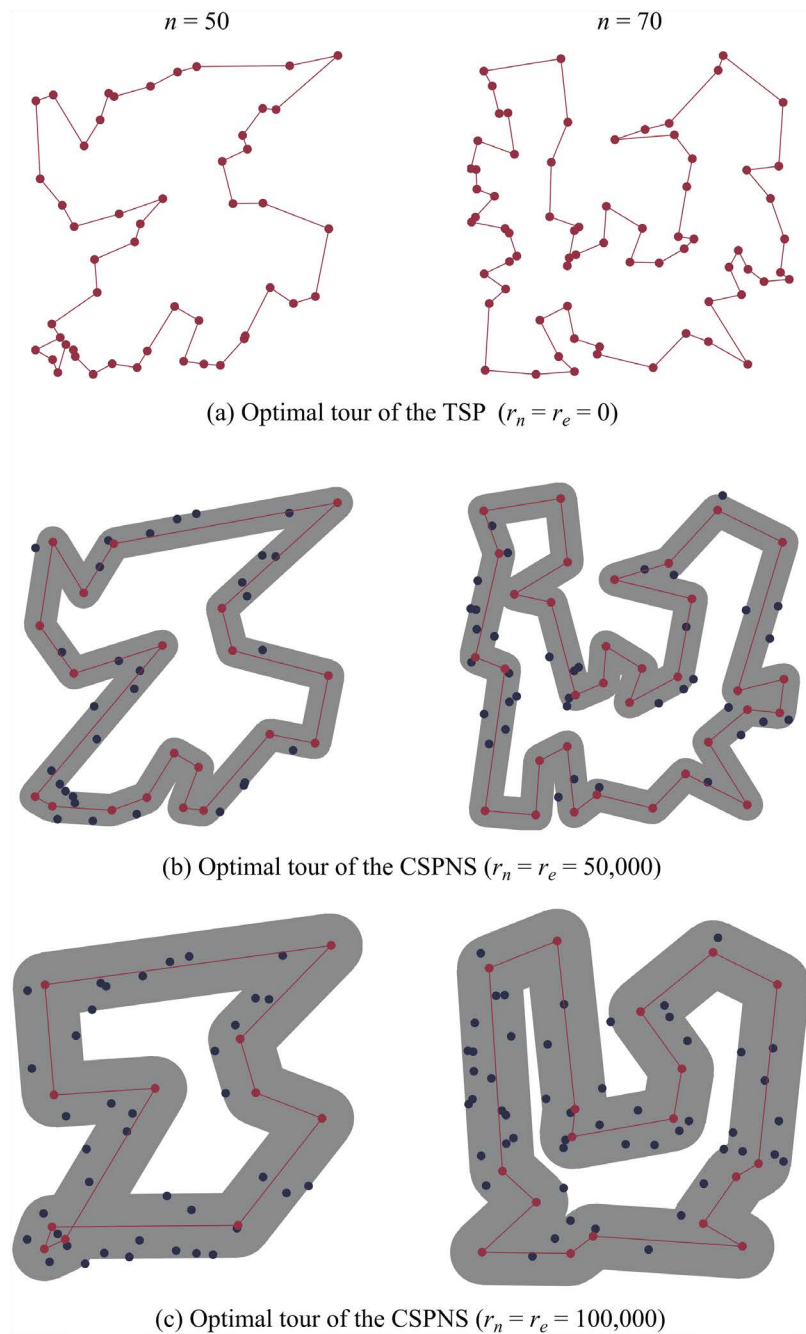 n = 50
n = 70
(a) Optimal tour of the TSP (rₙ = rₑ = 0)
(b) Optimal tour of the CSPNS (rₙ = rₑ = 50,000)
(c) Optimal tour of the CSPNS (rₙ = rₑ = 100,000)